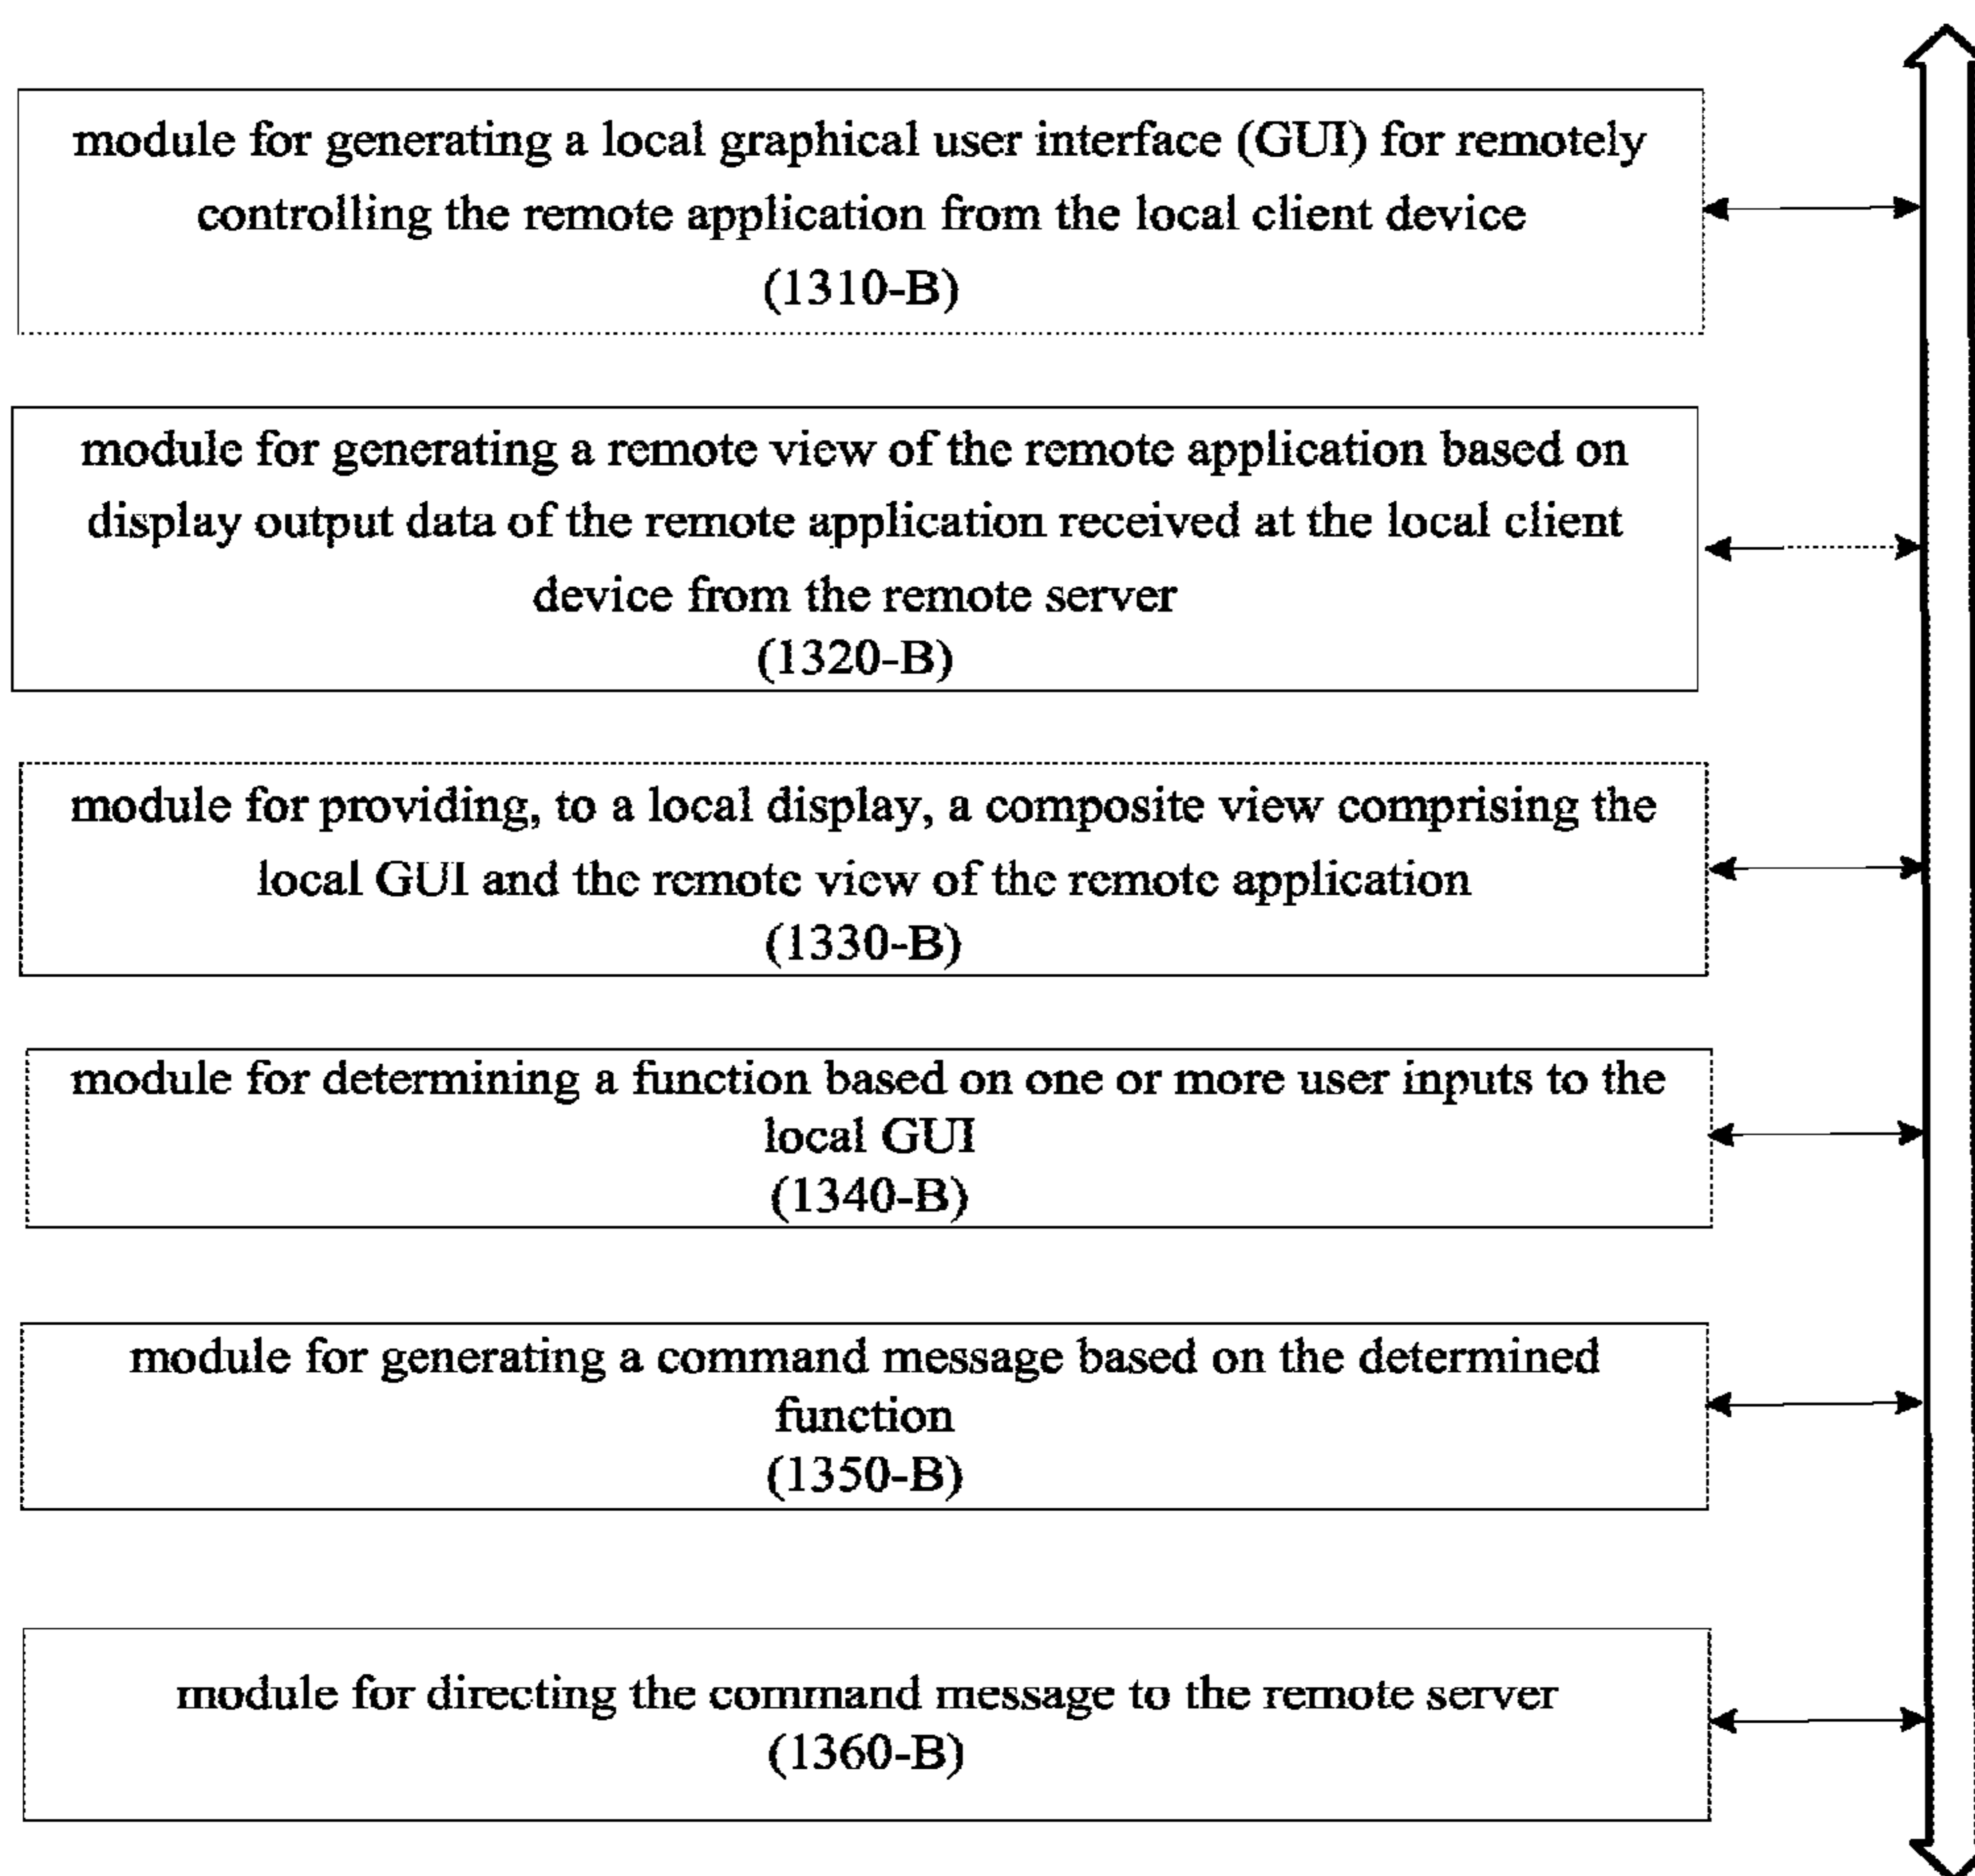 module for generating a local graphical user interface (GUI) for remotely
controlling the remote application from the local client device
(1310-B)
module for generating a remote view of the remote application based on
display output data of the remote application received at the local client
device from the remote server
(1320-B)
module for providing, to a local display, a composite view comprising the
local GUI and the remote view of the remote application
(1330-B)
module for determining a function based on one or more user inputs to the
local GUI
(1340-B)
module for generating a command message based on the determined
function
(1350-B)
module for directing the command message to the remote server
(1360-B)